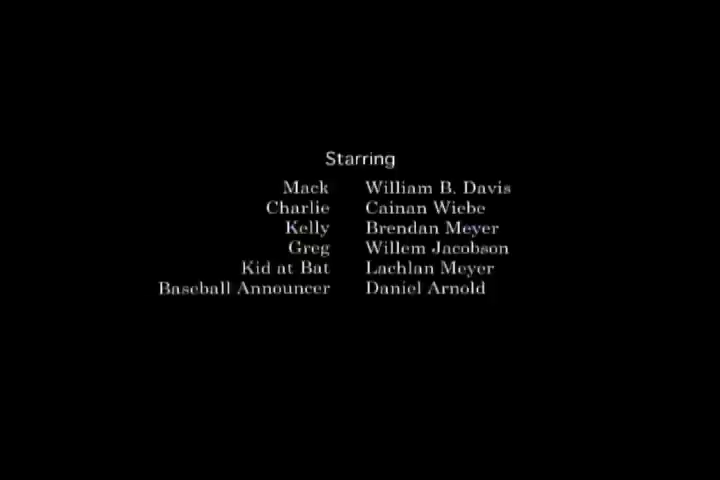 Starring
Mack William B. Davis
Charlie Cainan Wiebe
Kelly Brendan Meyer
Greg Willem Jacobson
Kid at Bat Lachlan Meyer
Baseball Announcer Daniel Arnold